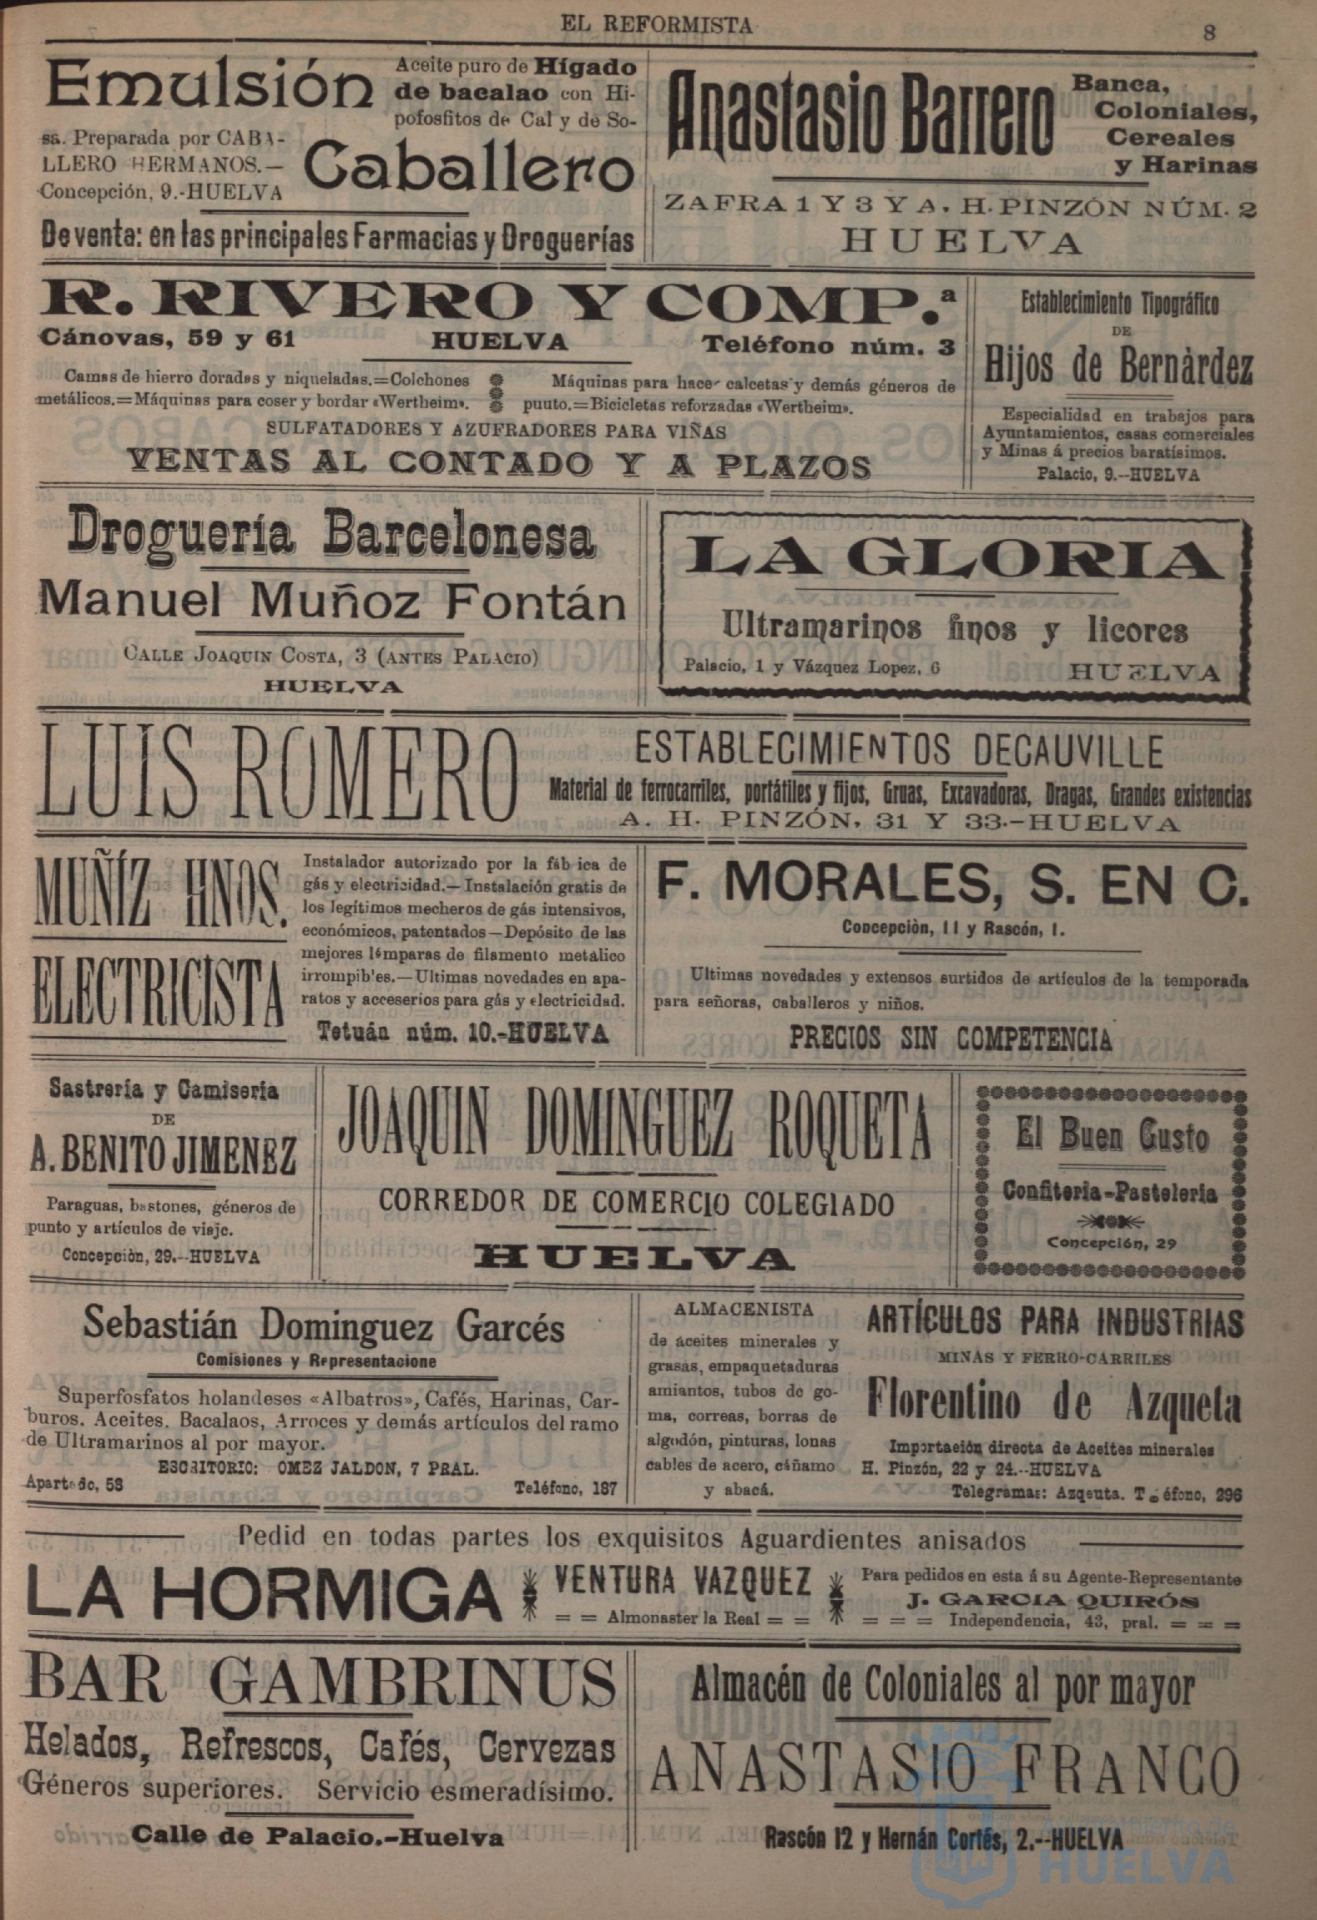 EL REFORMISTA
8
Emulsión
Aceite puro de Hígado
de bacalao con Hi-
pofosfitos de Cal y de So-
sa. Preparada por CABA-
LLERO HERMANOS.—
Concepción, 9.-HUELVA
Caballero
De venta: en las principales Farmacias y Droguerías
Anastasio Barrero
Banca,
Coloniales,
Cereales
y Harinas
ZAFRA 1 Y 3 Y A. H. PINZÓN NÚM. 2
HUELVA
R. RIVERO Y COMP.ª
Cánovas, 59 y 61 HUELVA Teléfono núm. 3
Camas de hierro doradas y niqueladas.=Colchones
metálicos.=Máquinas para coser y bordar «Wertheim».
Máquinas para hacer calcetas y demás géneros de
punto.=Bicicletas reforzadas «Wertheim».
SULFATADORES Y AZUFRADORES PARA VIÑAS
VENTAS AL CONTADO Y A PLAZOS
Establecimiento Tipográfico
DE
Hijos de Bernàrdez
Especialidad en trabajos para
Ayuntamientos, casas comerciales
y Minas á precios baratísimos.
Palacio, 9.--HUELVA
Droguería Barcelonesa
Manuel Muñoz Fontán
CALLE JOAQUIN COSTA, 3 (ANTES PALACIO)
HUELVA
LA GLORIA
Ultramarinos finos y licores
Palacio, 1 y Vázquez Lopez, 6 HUELVA
LUIS ROMERO
ESTABLECIMIENTOS DECAUVILLE
Material de ferrocarriles, portátiles y fijos, Gruas, Excavadoras, Dragas, Grandes existencias
A. H. PINZÓN, 31 Y 33.-HUELVA
MUÑÍZ HNOS.
ELECTRICISTA
Instalador autorizado por la fáb ica de
gás y electricidad.—Instalación gratis de
los legítimos mecheros de gás intensivos,
económicos, patentados—Depósito de las
mejores lámparas de filamento metálico
irrompib'es.—Ultimas novedades en apa-
ratos y acceserios para gás y electricidad.
Tetuán núm. 10.-HUELVA
F. MORALES, S. EN C.
Concepciòn, 11 y Rascón, 1.
Ultimas novedades y extensos surtidos de artículos de la temporada
para señoras, caballeros y niños.
PRECIOS SIN COMPETENCIA
Sastrería y Camisería
DE
A. BENITO JIMENEZ
Paraguas, bastones, géneros de
punto y artículos de viaje.
Concepciòn, 29.--HUELVA
JOAQUIN DOMINGUEZ ROQUETA
CORREDOR DE COMERCIO COLEGIADO
HUELVA
El Buen Gusto
Confitería-Pasteleria
Concepción, 29
Sebastián Dominguez Garcés
Comisiones y Representacione
Superfosfatos holandeses «Albatros», Cafés, Harinas, Car-
buros. Aceites. Bacalaos, Arroces y demás artículos del ramo
de Ultramarinos al por mayor.
ESCRITORIO: OMEZ JALDON, 7 PRAL.
Apartado, 58 Teléfono, 187
ALMACENISTA
de aceites minerales y
grasas, empaquetaduras
amiantos, tubos de go-
ma, correas, borras de
algodón, pinturas, lonas
cables de acero, cáñamo
y abacá.
ARTÍCULOS PARA INDUSTRIAS
MINAS Y FERRO-CARRILES
Florentino de Azqueta
Importación directa de Aceites minerales
H. Pinzón, 22 y 24.--HUELVA
Telegramas: Azqeuta. T éfono, 296
Pedid en todas partes los exquisitos Aguardientes anisados
LA HORMIGA
VENTURA VAZQUEZ
= = Almonaster la Real = =
Para pedidos en esta á su Agente-Representante
J. GARCIA QUIRÓS
= = = Independencia, 43, pral. = = =
BAR GAMBRINUS
Helados, Refrescos, Cafés, Cervezas
Géneros superiores. Servicio esmeradísimo.
Calle de Palacio.-Huelva
Almacén de Coloniales al por mayor
ANASTASIO FRANCO
Rascón 12 y Hernán Cortés, 2.--HUELVA
HUELVA